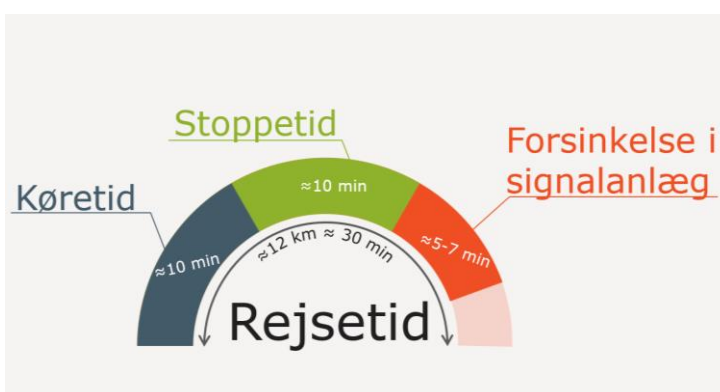 Stoppetid
Forsinkelse i
signalanlæg
Køretid
≈10 min
≈10 min
≈5-7 min
≈12 km ≈ 30 min
Rejsetid